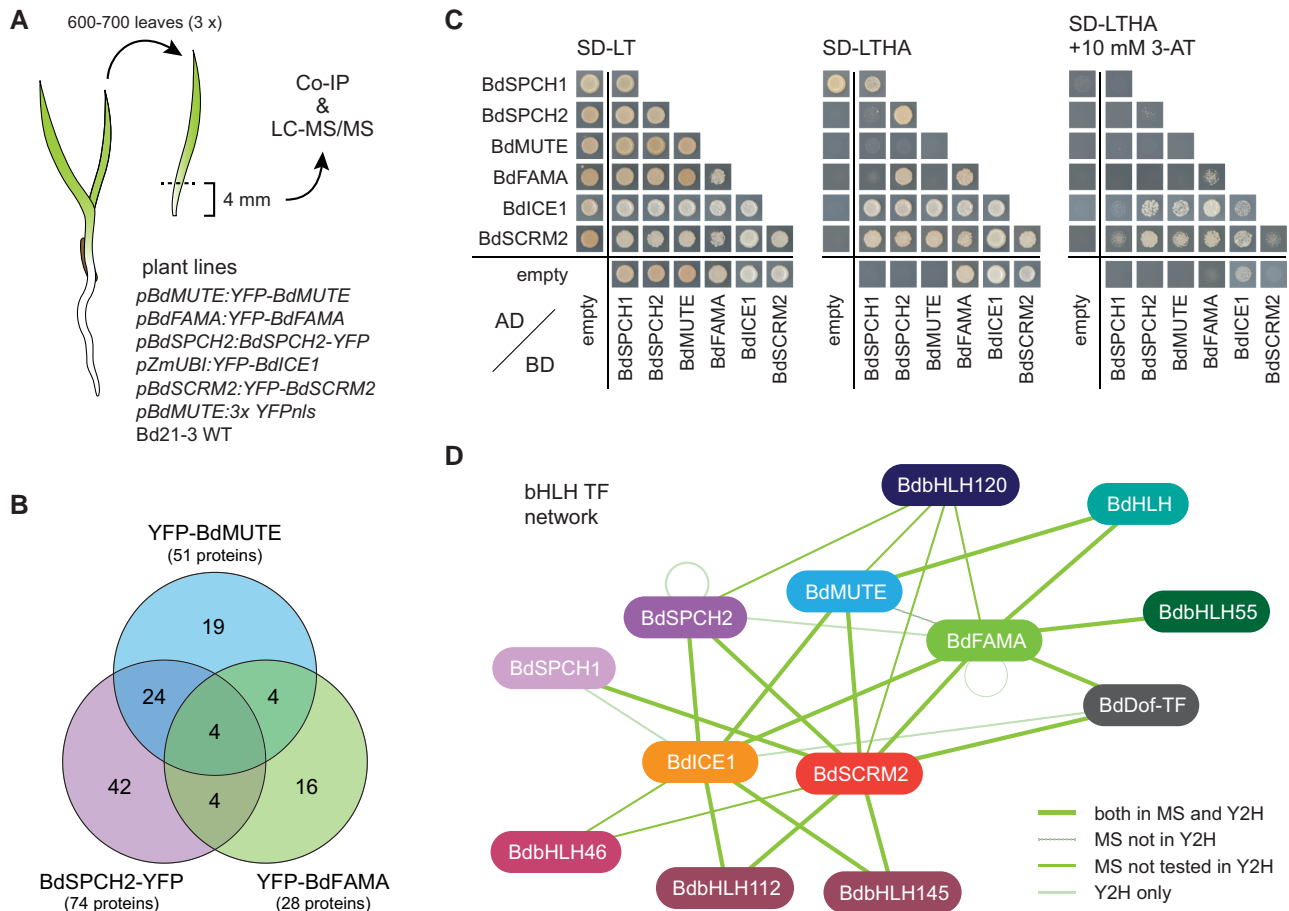 A
600-700 leaves (3 x)
Co-IP
&
LC-MS/MS
4 mm
plant lines
pBdMUTE:YFP-BdMUTE
pBdFAMA:YFP-BdFAMA
pBdSPCH2:BdSPCH2-YFP
pZmUBI:YFP-BdICE1
pBdSCRM2:YFP-BdSCRM2
pBdMUTE:3x YFPnls
Bd21-3 WT
B
YFP-BdMUTE
(51 proteins)
19
24
4
4
42
4
16
BdSPCH2-YFP
(74 proteins)
YFP-BdFAMA
(28 proteins)
C
SD-LT
SD-LTHA
SD-LTHA
+10 mM 3-AT
BdSPCH1
BdSPCH2
BdMUTE
BdFAMA
BdICE1
BdSCRM2
empty
AD
BD
empty
BdSPCH1
BdSPCH2
BdMUTE
BdFAMA
BdICE1
BdSCRM2
empty
BdSPCH1
BdSPCH2
BdMUTE
BdFAMA
BdICE1
BdSCRM2
empty
BdSPCH1
BdSPCH2
BdMUTE
BdFAMA
BdICE1
BdSCRM2
D
bHLH TF
network
BdbHLH120
BdHLH
BdMUTE
BdSPCH2
BdbHLH55
BdFAMA
BdSPCH1
BdDof-TF
BdICE1
BdSCRM2
BdbHLH46
BdbHLH112
BdbHLH145
both in MS and Y2H
MS not in Y2H
MS not tested in Y2H
Y2H only